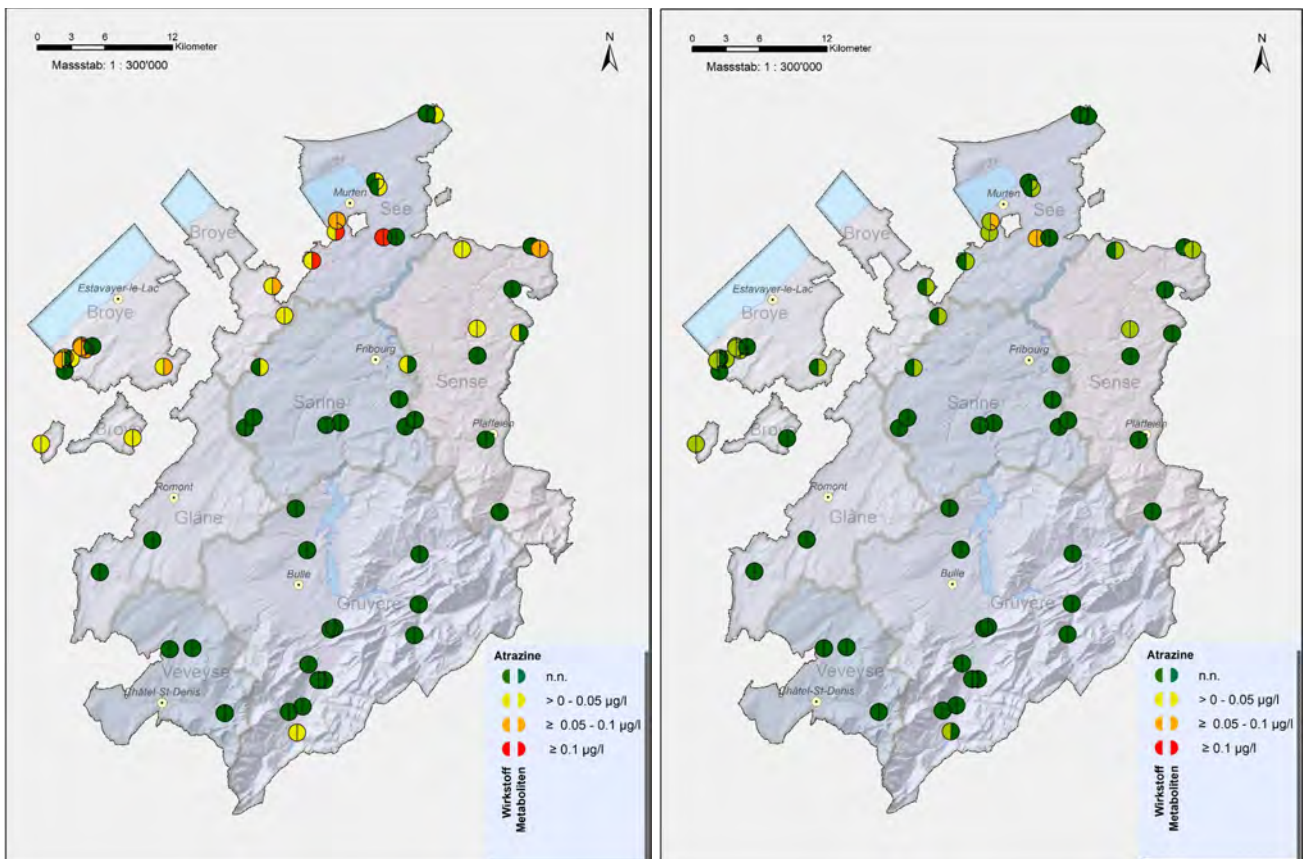 0 3 6 12
Kilometer
Massstab: 1 : 300'000
N
Murten
See
Broye
Estavayer-le-Lac
Broye
Fribourg
Sense
Sarine
Plaffeien
Romont
Glâne
Bulle
Gruyère
Veveyse
Châtel-St-Denis
Atrazine
n.n.
> 0 - 0.05 µg/l
≥ 0.05 - 0.1 µg/l
≥ 0.1 µg/l
Wirkstoff
Metaboliten
0 3 6 12
Kilometer
Massstab: 1 : 300'000
N
Murten
See
Broye
Estavayer-le-Lac
Broye
Fribourg
Sense
Sarine
Plaffeien
Romont
Glâne
Bulle
Gruyère
Veveyse
Châtel-St-Denis
Atrazine
n.n.
> 0 - 0.05 µg/l
≥ 0.05 - 0.1 µg/l
≥ 0.1 µg/l
Wirkstoff
Metaboliten